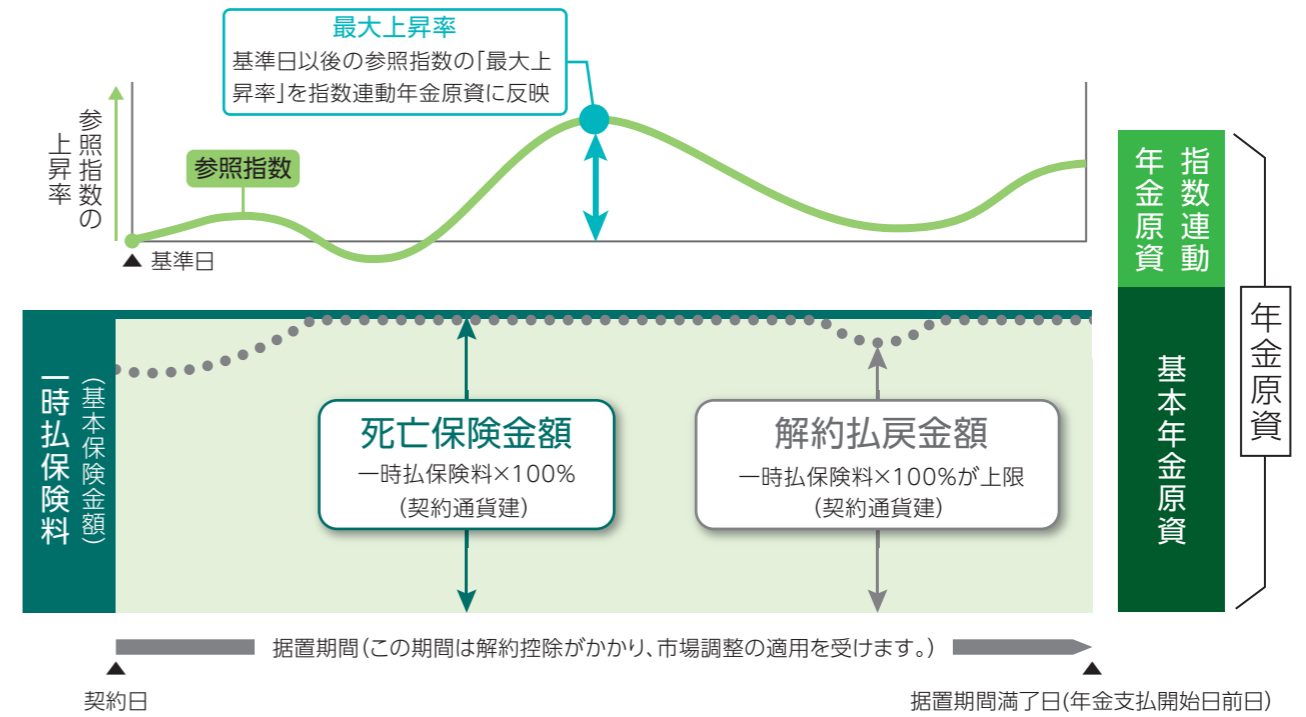 最大上昇率
基準日以後の参照指数の「最大上
昇率」を指数連動年金原資に反映
参照指数の
上昇率
参照指数
▲ 基準日
指数連動
年金原資
基本年金原資
年金原資
一時払保険料
(基本保険金額)
死亡保険金額
一時払保険料×100%
(契約通貨建)
解約払戻金額
一時払保険料×100%が上限
(契約通貨建)
据置期間(この期間は解約控除がかかり、市場調整の適用を受けます。)
契約日
据置期間満了日(年金支払開始日前日)